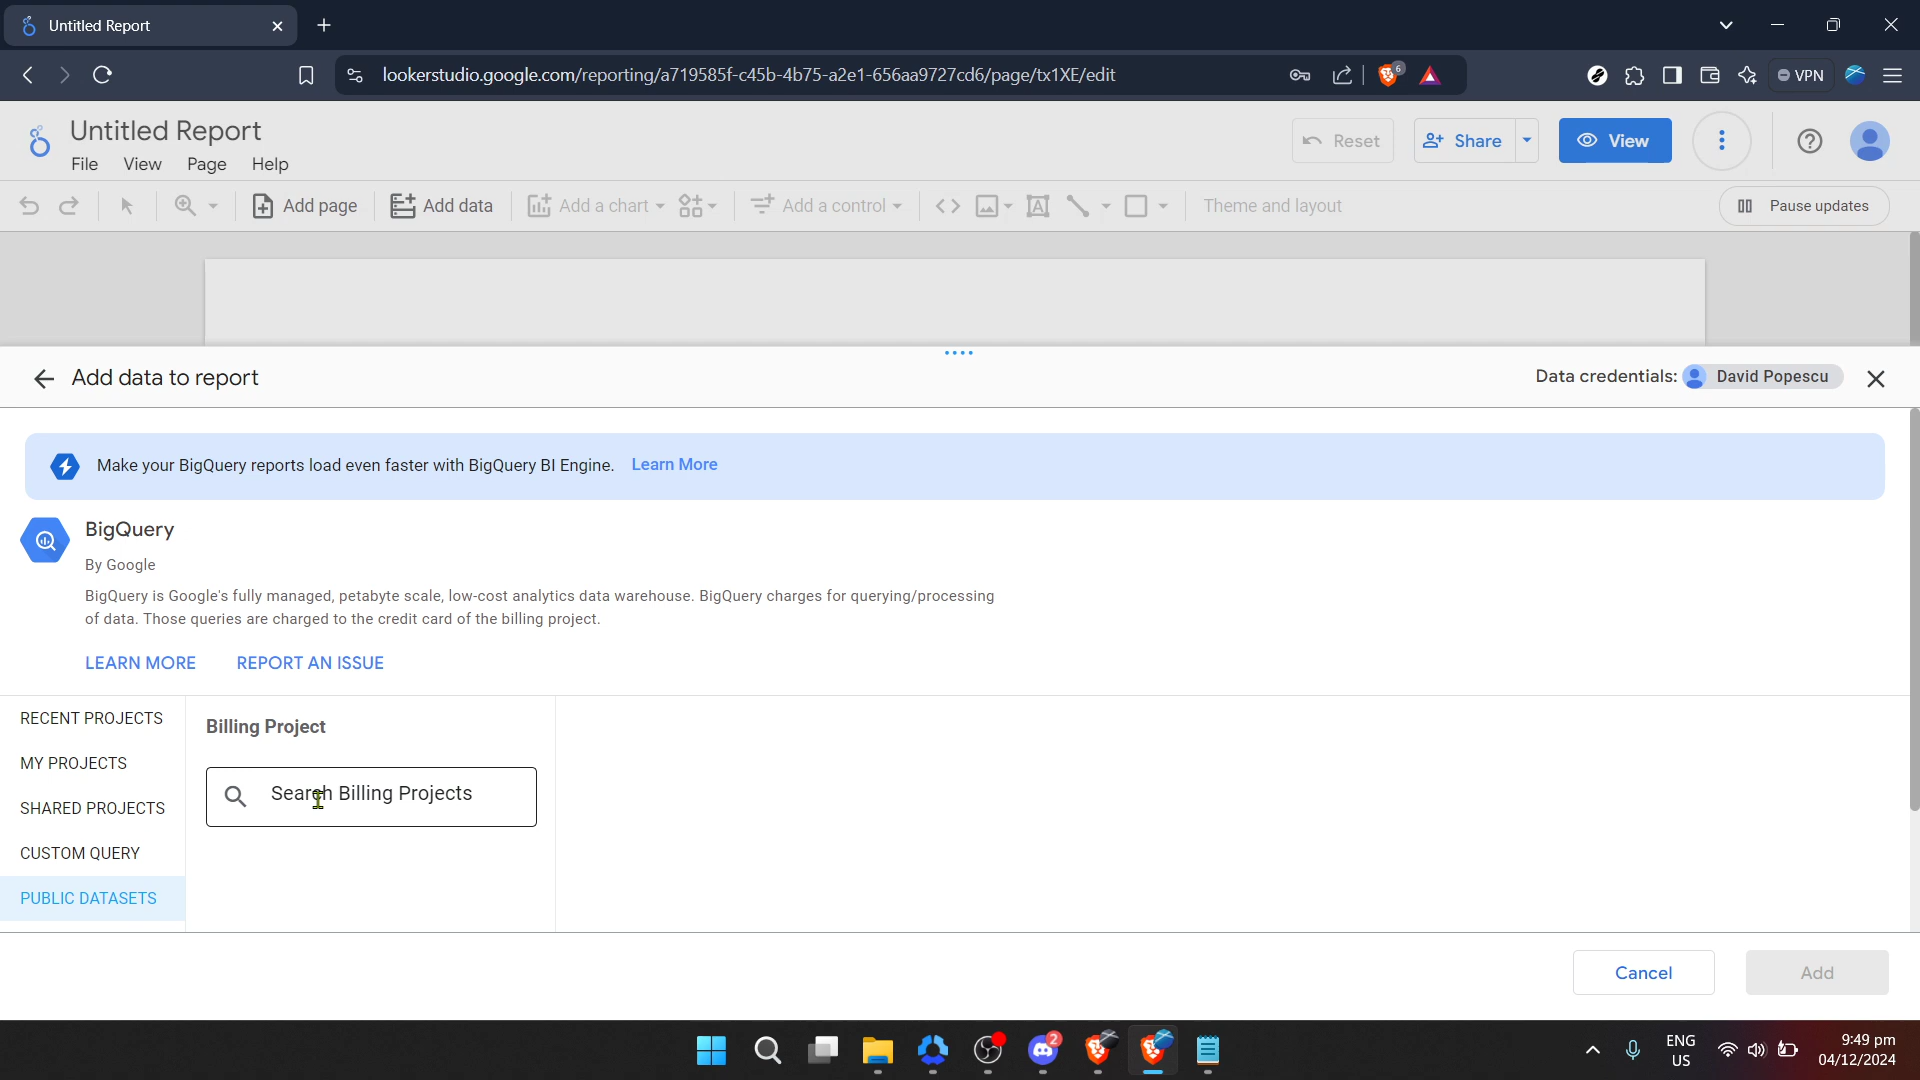 Untitled Report
lookerstudio.google.com/reporting/a719585f-c45b-4b75-a2e1-656aa9727cd6/page/tx1XE/edit
6
VPN
Untitled Report
File View Page Help
Reset
Share
View
Add page
Add data
Add a chart
Add a control
Theme and layout
Pause updates
Add data to report
Data credentials: David Popescu
Make your BigQuery reports load even faster with BigQuery BI Engine. Learn More
BigQuery
By Google
BigQuery is Google's fully managed, petabyte scale, low-cost analytics data warehouse. BigQuery charges for querying/processing
of data. Those queries are charged to the credit card of the billing project.
LEARN MORE REPORT AN ISSUE
RECENT PROJECTS
MY PROJECTS
SHARED PROJECTS
CUSTOM QUERY
PUBLIC DATASETS
Billing Project
Search Billing Projects
Cancel
Add
2
ENG
US
9:49 pm
04/12/2024